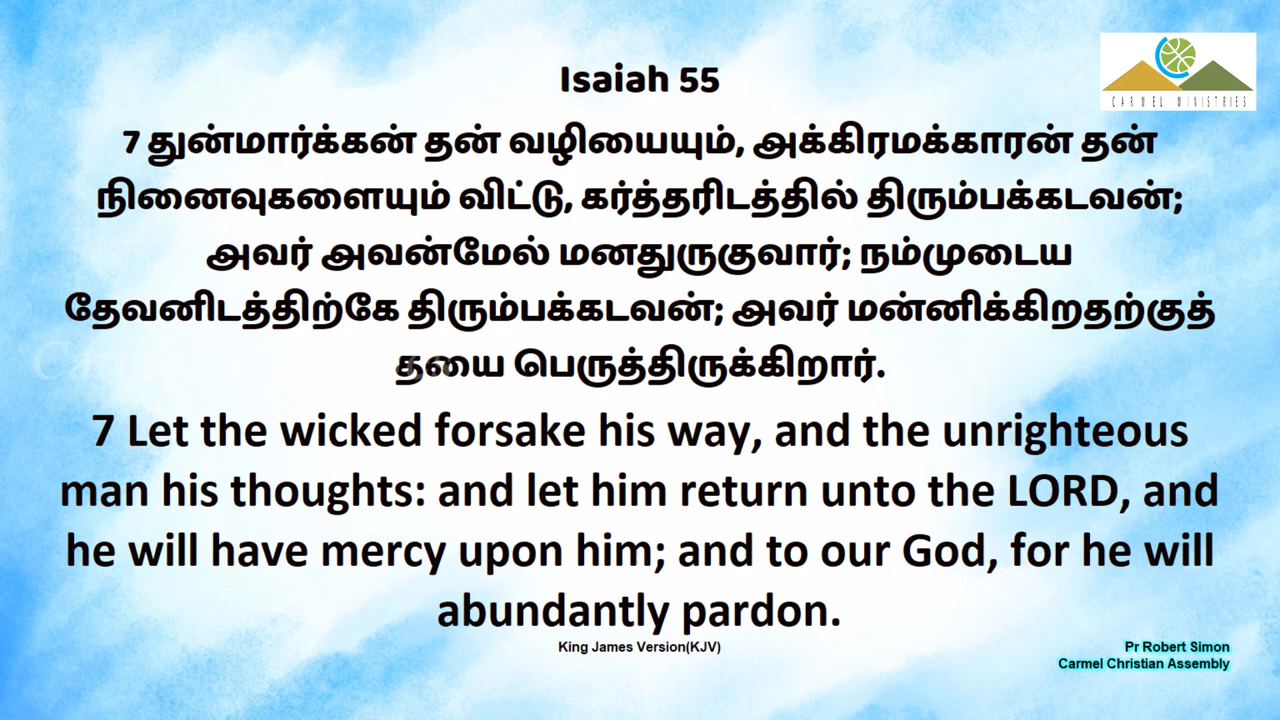 CARMEL MINISTRIES
Isaiah 55
7 துன்மார்க்கன் தன் வழியையும், அக்கிரமக்காரன் தன்
நினைவுகளையும் விட்டு, கர்த்தரிடத்தில் திரும்பக்கடவன்;
அவர் அவன்மேல் மனதுருகுவார்; நம்முடைய
தேவனிடத்திற்கே திரும்பக்கடவன்; அவர் மன்னிக்கிறதற்குத்
தயை பெருத்திருக்கிறார்.
7 Let the wicked forsake his way, and the unrighteous
man his thoughts: and let him return unto the LORD, and
he will have mercy upon him; and to our God, for he will
abundantly pardon.
King James Version(KJV)
Pr Robert Simon
Carmel Christian Assembly